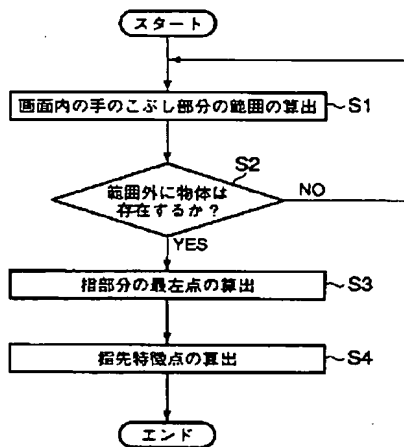 スタート
画面内の手のこぶし部分の範囲の算出 S1
S2
範囲外に物体は
存在するか?
NO
YES
指部分の最左点の算出 S3
指先特徴点の算出 S4
エンド